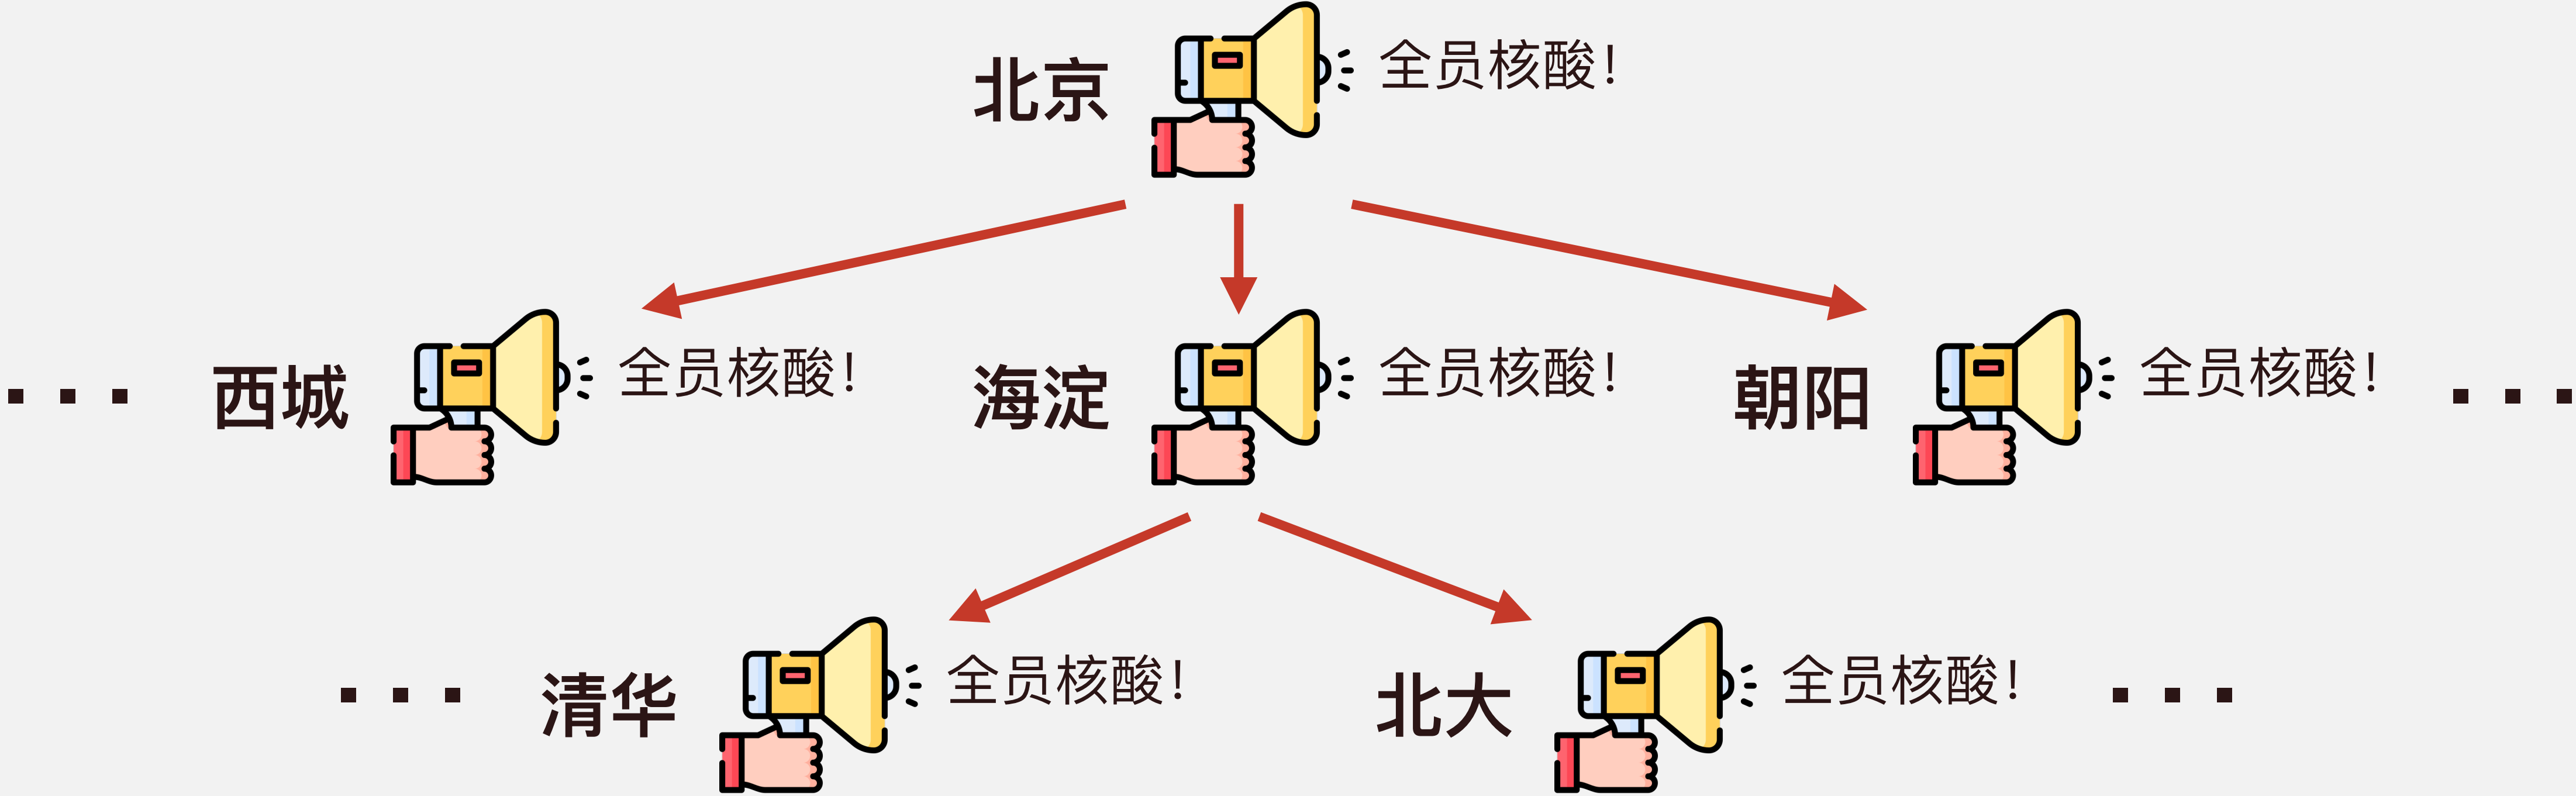 北京 全员核酸！
··· 西城 全员核酸！ 海淀 全员核酸！ 朝阳 全员核酸！ ···
··· 清华 全员核酸！ 北大 全员核酸！ ···